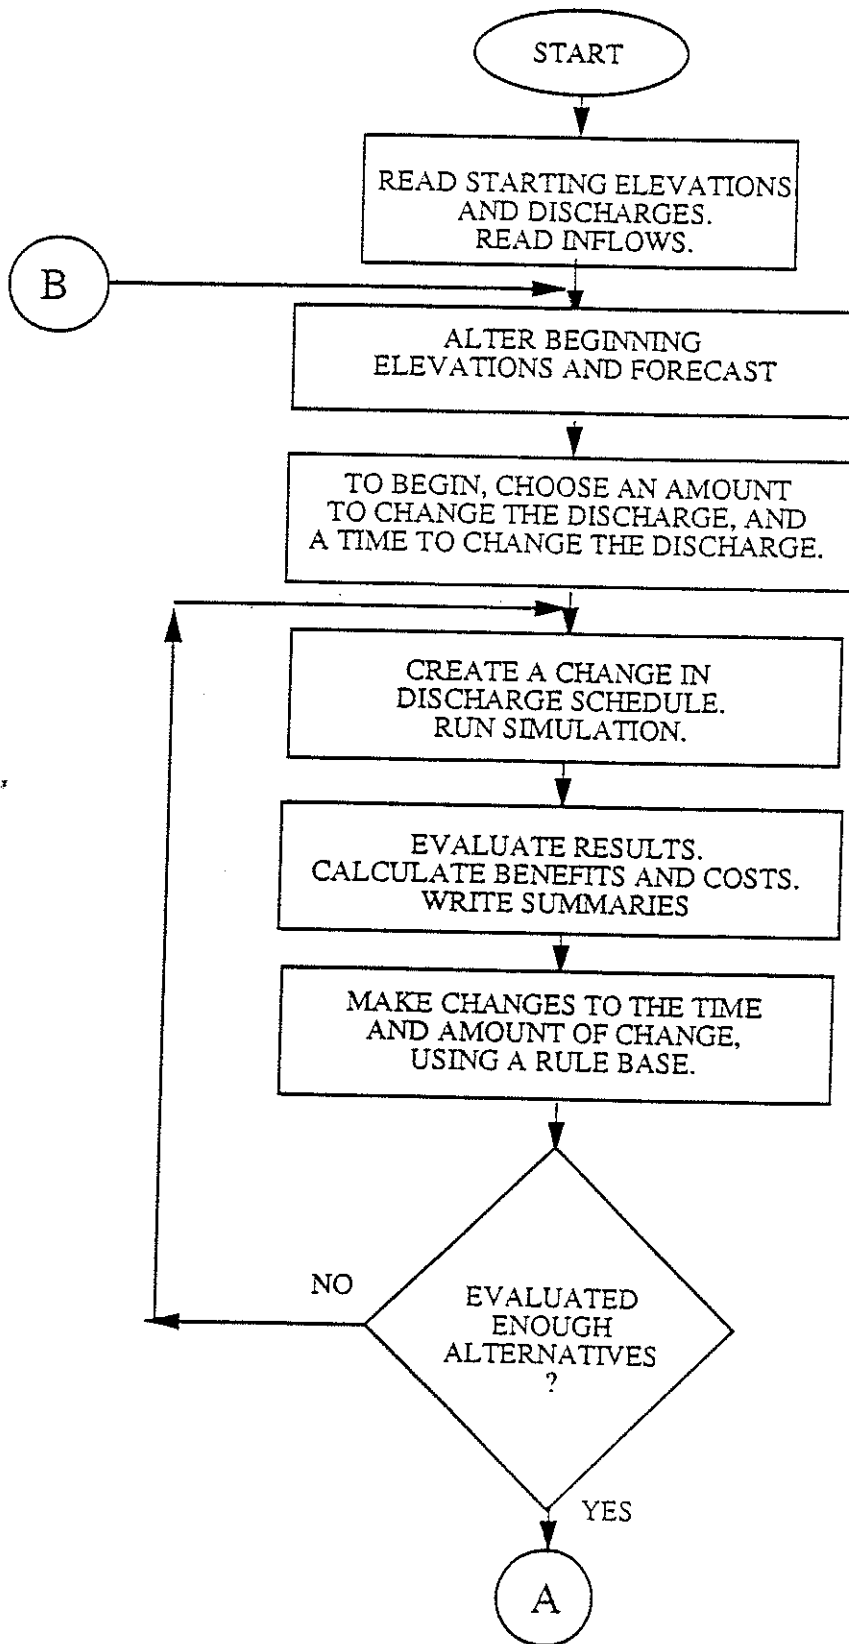 START
READ STARTING ELEVATIONS
AND DISCHARGES.
READ INFLOWS.
B
ALTER BEGINNING
ELEVATIONS AND FORECAST
TO BEGIN, CHOOSE AN AMOUNT
TO CHANGE THE DISCHARGE, AND
A TIME TO CHANGE THE DISCHARGE.
CREATE A CHANGE IN
DISCHARGE SCHEDULE.
RUN SIMULATION.
EVALUATE RESULTS.
CALCULATE BENEFITS AND COSTS.
WRITE SUMMARIES
MAKE CHANGES TO THE TIME
AND AMOUNT OF CHANGE,
USING A RULE BASE.
NO
EVALUATED
ENOUGH
ALTERNATIVES
?
YES
A